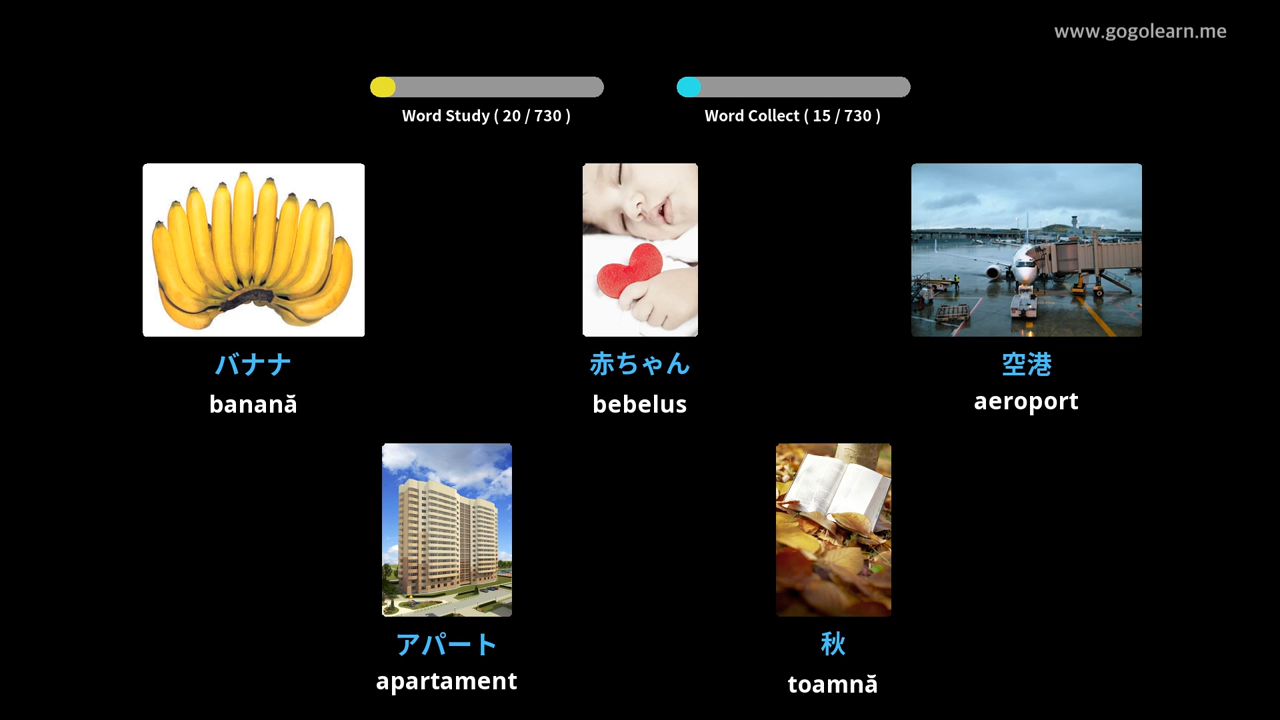 www.gogolearn.me
Word Study ( 20 / 730 )
Word Collect ( 15 / 730 )
バナナ
banană
赤ちゃん
bebelus
空港
aeroport
アパート
apartament
秋
toamnă